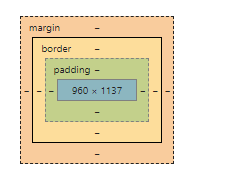 margin –
border –
padding –
– – – 960 × 1137 – – –
–
–
–